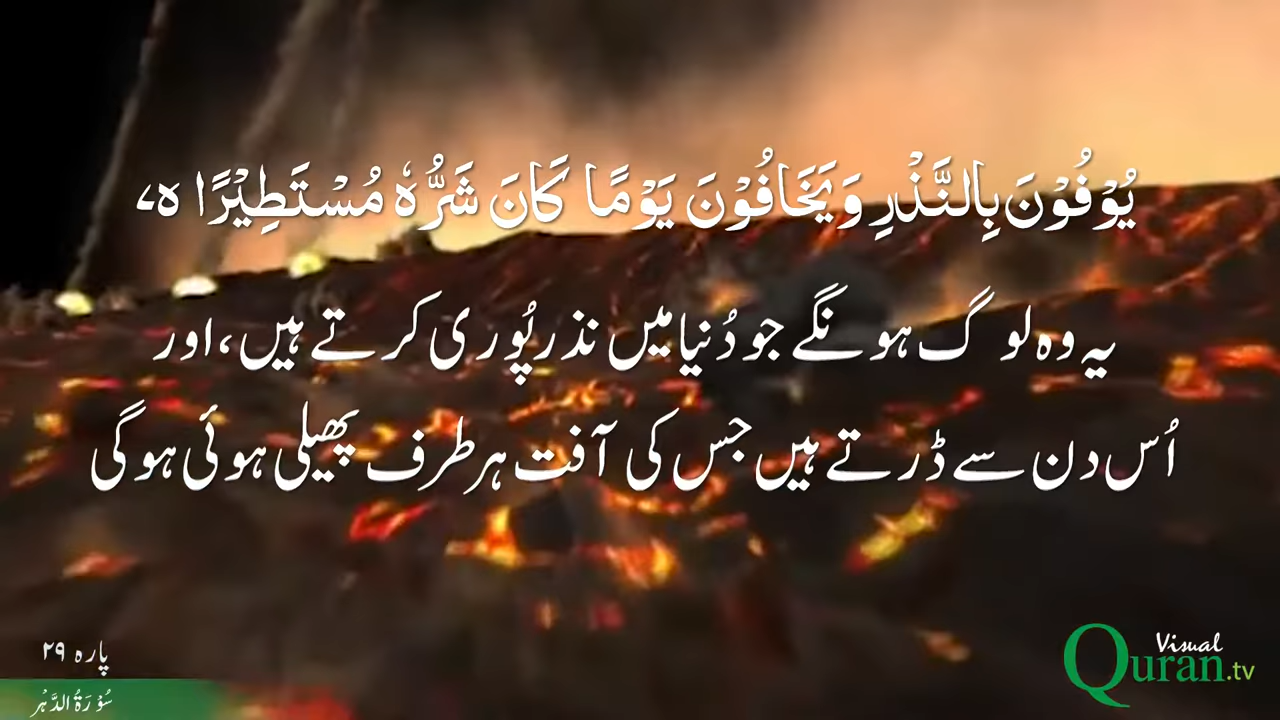 یُوْفُوْنَ بِالنَّذْرِ وَ یَخَافُوْنَ یَوْمًا کَانَ شَرُّہٗ مُسْتَطِیْرًا ہ،
یہ وہ لوگ ہونگے جو دُنیا میں نذر پُوری کرتے ہیں، اور
اُس دن سے ڈرتے ہیں جس کی آفت ہر طرف پھیلی ہوئی ہوگی
پارہ ۲۹
سُوْرَۃُ الدَّہْر
Visual
Quran.tv